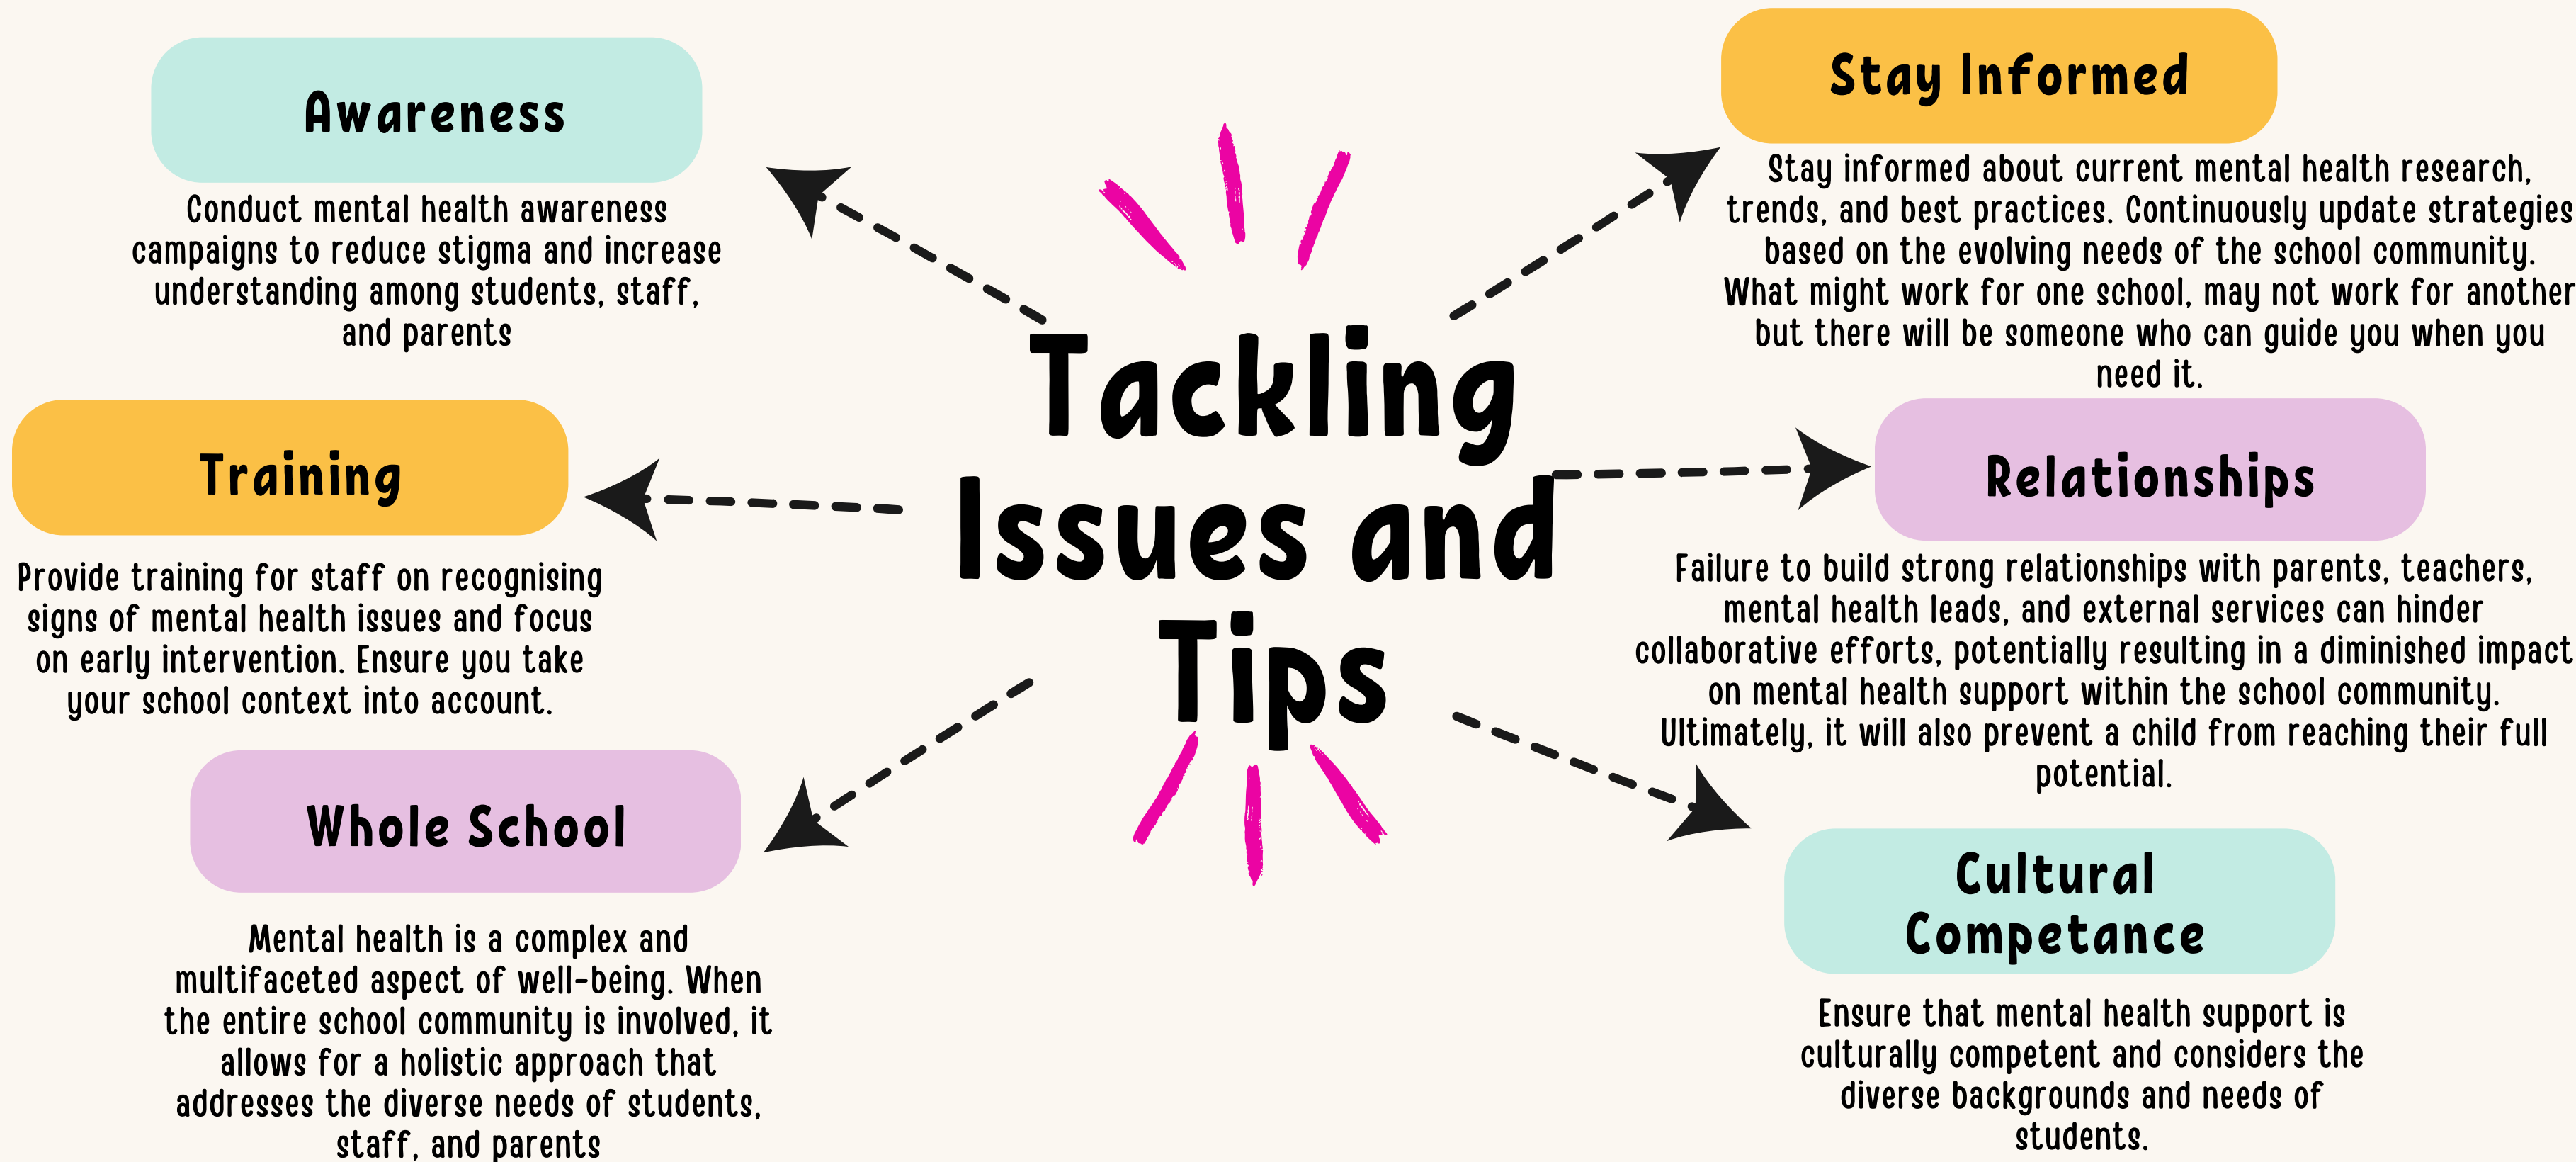 Awareness
Conduct mental health awareness
campaigns to reduce stigma and increase
understanding among students, staff,
and parents
Training
Provide training for staff on recognising
signs of mental health issues and focus
on early intervention. Ensure you take
your school context into account.
Whole School
Mental health is a complex and
multifaceted aspect of well-being. When
the entire school community is involved, it
allows for a holistic approach that
addresses the diverse needs of students,
staff, and parents
Tackling
Issues and
Tips
Stay Informed
Stay informed about current mental health research,
trends, and best practices. Continuously update strategies
based on the evolving needs of the school community.
What might work for one school, may not work for another
but there will be someone who can guide you when you
need it.
Relationships
Failure to build strong relationships with parents, teachers,
mental health leads, and external services can hinder
collaborative efforts, potentially resulting in a diminished impact
on mental health support within the school community.
Ultimately, it will also prevent a child from reaching their full
potential.
Cultural
Competance
Ensure that mental health support is
culturally competent and considers the
diverse backgrounds and needs of
students.